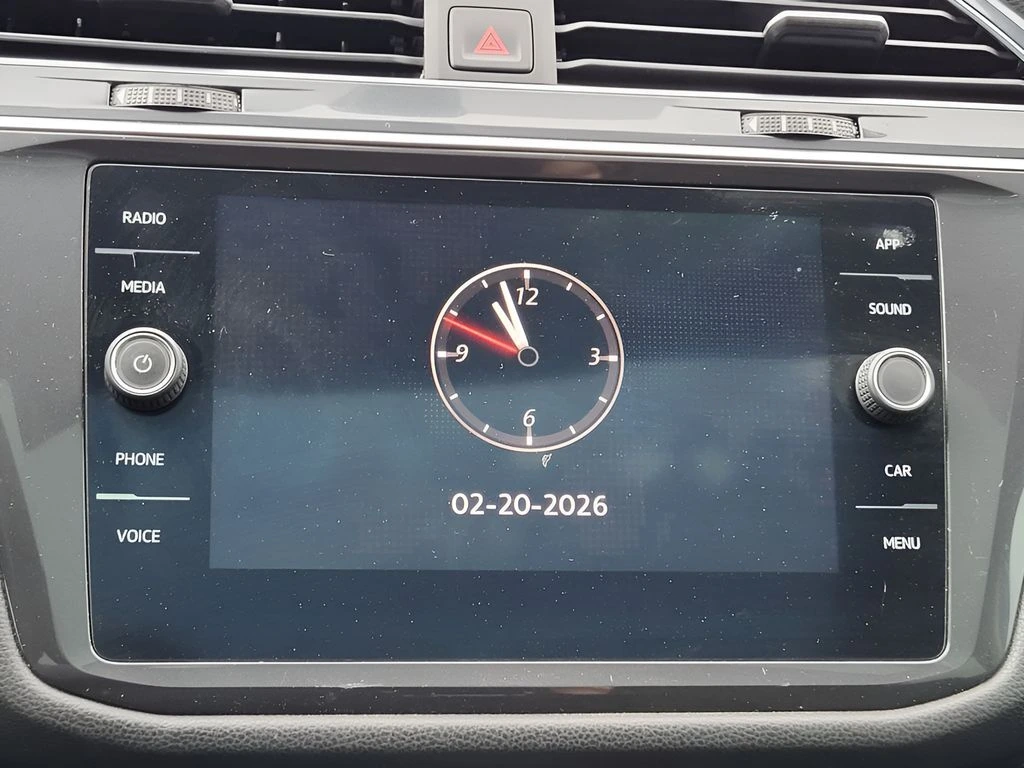 RADIO
MEDIA
PHONE
VOICE
12
9
3
6
02-20-2026
APP
SOUND
CAR
MENU